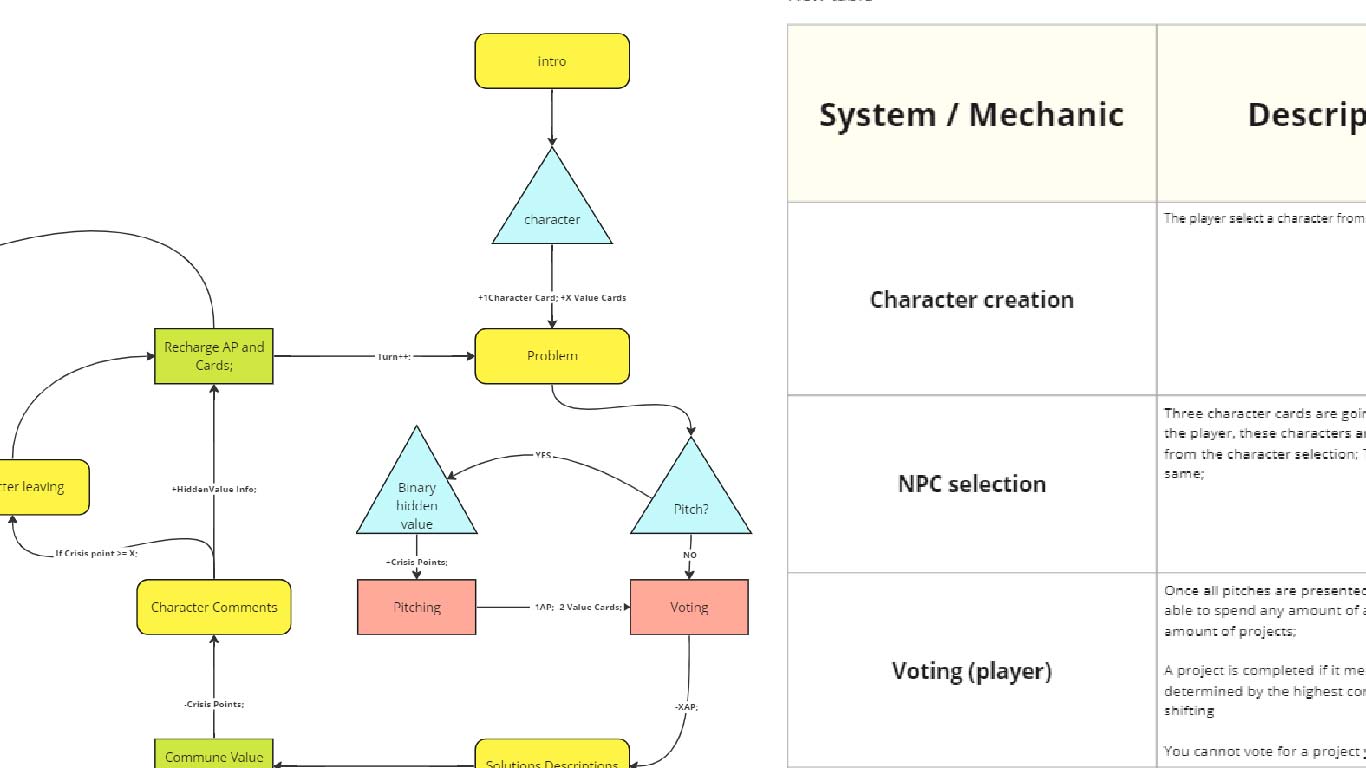 intro
character
+1Character Card; +X Value Cards
Recharge AP and
Cards;
Turn++;
Problem
YES
Binary
hidden
value
Pitch?
leaving
+HiddenValue Info;
NO
If Crisis point >= X;
Crisis Points;
Character Comments
Pitching
1AP;
2 Value Cards;
Voting
-Crisis Points;
-XAP;
Commune Value
Solutions Descriptions
System / Mechanic
Descrip
Character creation
The player select a character from
NPC selection
Three character cards are goin
the player, these characters a
from the character selection; T
same;
Voting (player)
Once all pitches are presented
able to spend any amount of a
amount of projects;
A project is completed if it me
determined by the highest co
shifting
You cannot vote for a project y